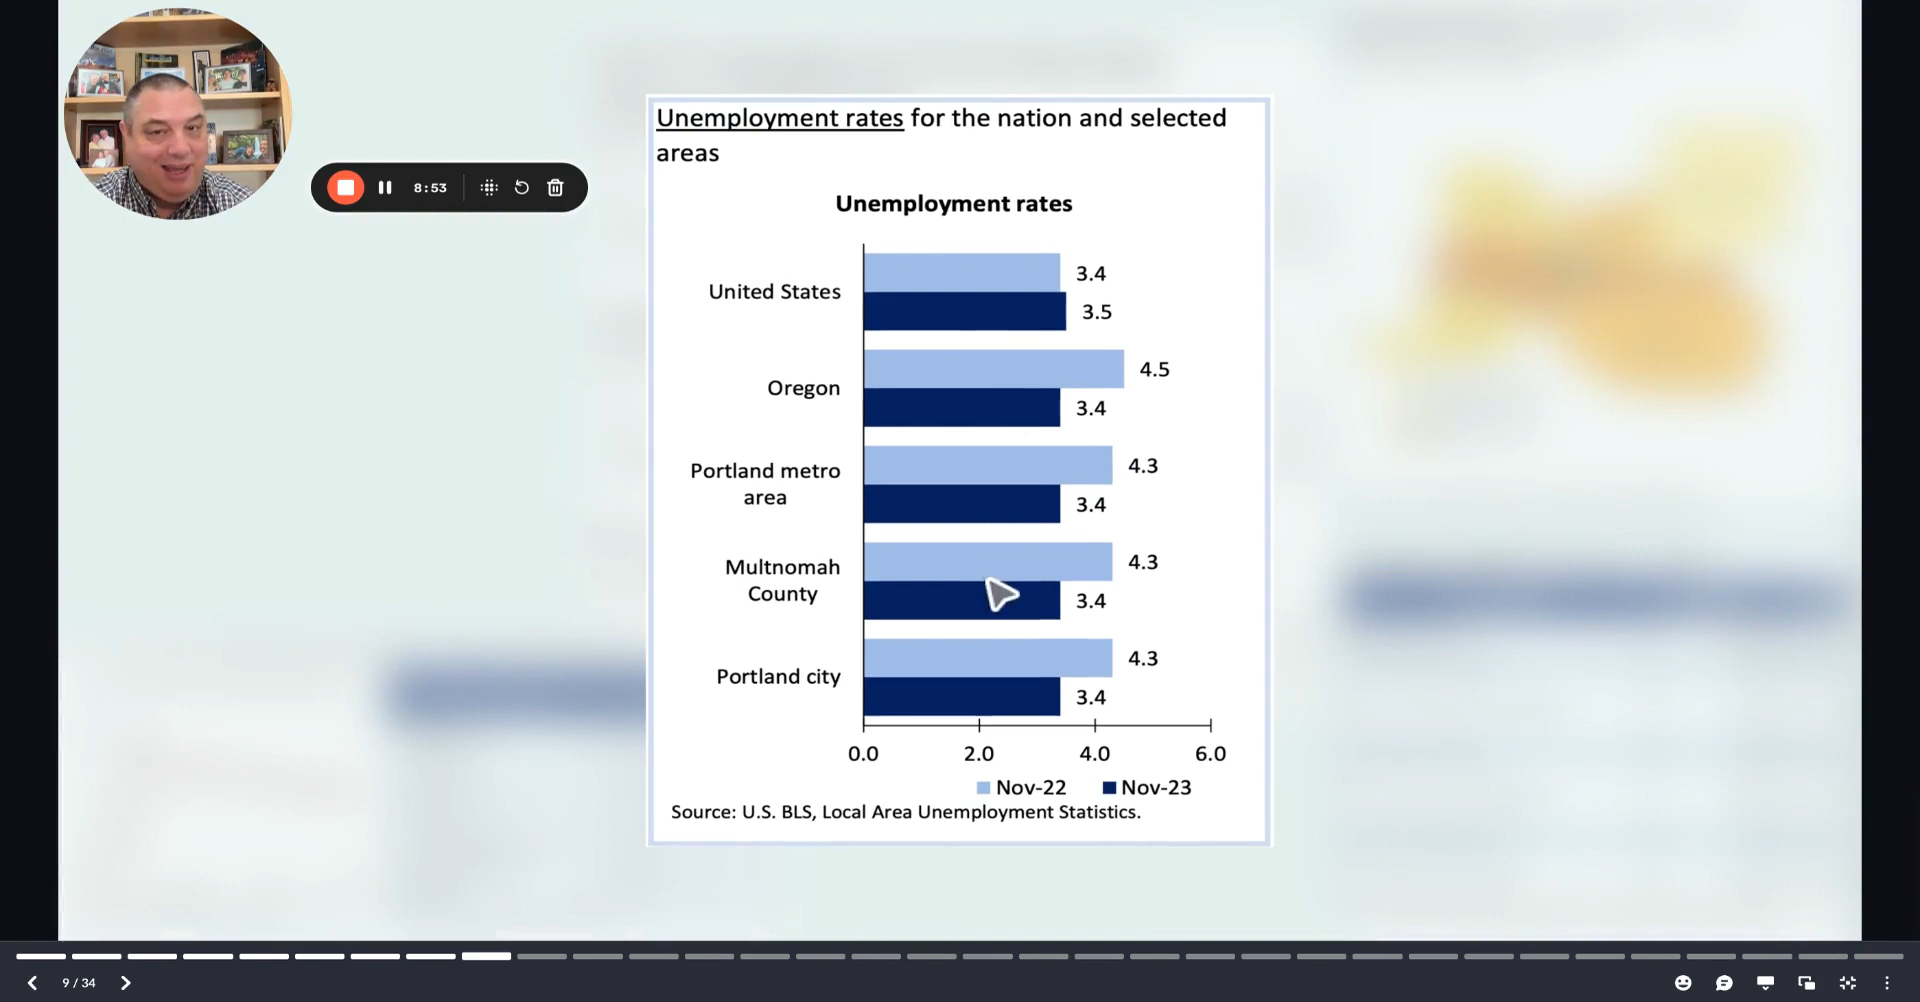 8:53
Unemployment rates for the nation and selected
areas
Unemployment rates
United States
3.4
3.5
Oregon
4.5
3.4
Portland metro
area
4.3
3.4
Multnomah
County
4.3
3.4
Portland city
4.3
3.4
0.0 2.0 4.0 6.0
Nov-22 Nov-23
Source: U.S. BLS, Local Area Unemployment Statistics.
9 / 34